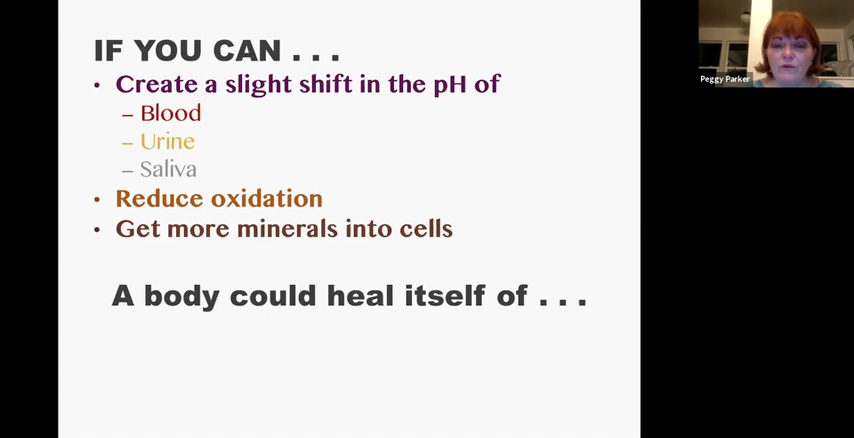 IF YOU CAN . . .
• Create a slight shift in the pH of
– Blood
– Urine
– Saliva
• Reduce oxidation
• Get more minerals into cells
A body could heal itself of . . .
Peggy Parker